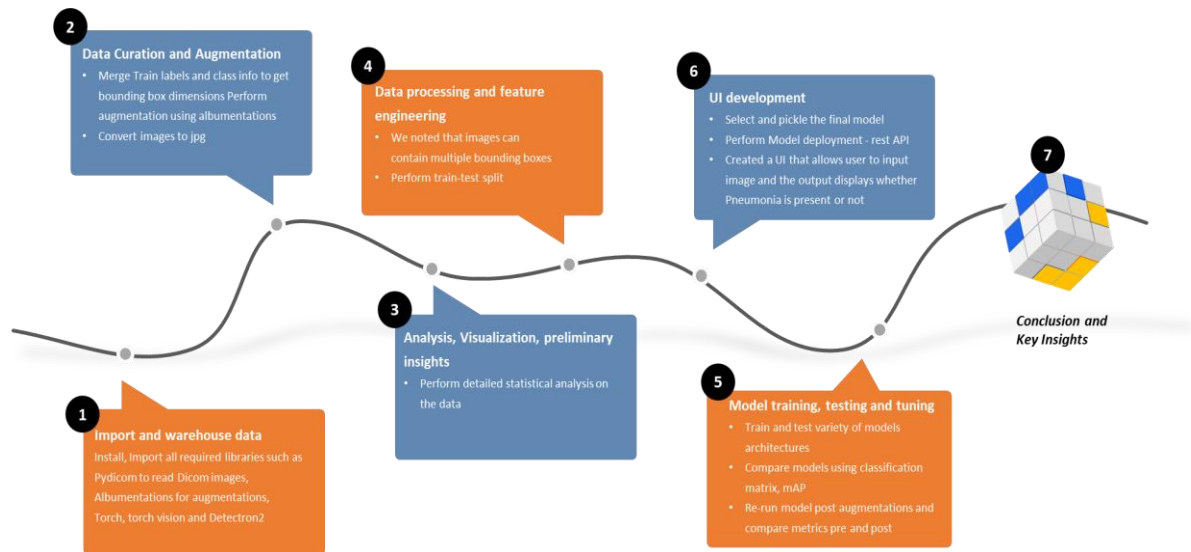 1
Import and warehouse data
Install, Import all required libraries such as
Pydicom to read Dicom images,
Albumentations for augmentations,
Torch, torch vision and Detectron2
2
Data Curation and Augmentation
• Merge Train labels and class info to get
bounding box dimensions Perform
augmentation using albumentations
• Convert images to jpg
3
Analysis, Visualization, preliminary
insights
• Perform detailed statistical analysis on
the data
4
Data processing and feature
engineering
• We noted that images can
contain multiple bounding boxes
• Perform train-test split
5
Model training, testing and tuning
• Train and test variety of models
architectures
• Compare models using classification
matrix, mAP
• Re-run model post augmentations and
compare metrics pre and post
6
UI development
• Select and pickle the final model
• Perform Model deployment - rest API
• Created a UI that allows user to input
image and the output displays whether
Pneumonia is present or not
7
Conclusion and
Key Insights